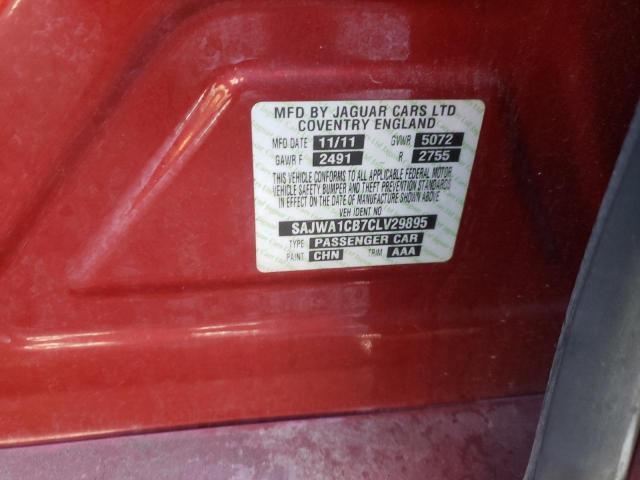 MFD BY JAGUAR CARS LTD
COVENTRY ENGLAND
MFD DATE 11/11 GVWR 5072
GAWR F 2491 R 2755
THIS VEHICLE CONFORMS TO ALL APPLICABLE FEDERAL MOTOR
VEHICLE SAFETY BUMPER AND THEFT PREVENTION STANDARDS
IN EFFECT ON THE DATE OF MANUFACTURE SHOWN ABOVE
VEH IDENT NO
SAJWA1CB7CLV29895
TYPE PASSENGER CAR
PAINT CHN TRIM AAA